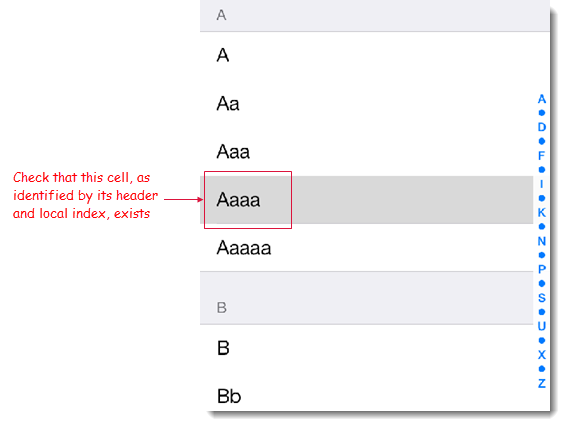 A
A
Aa
Aaa
Check that this cell, as
identified by its header
and local index, exists
Aaaa
Aaaaa
B
B
Bb
A
D
F
I
K
N
P
S
U
X
Z